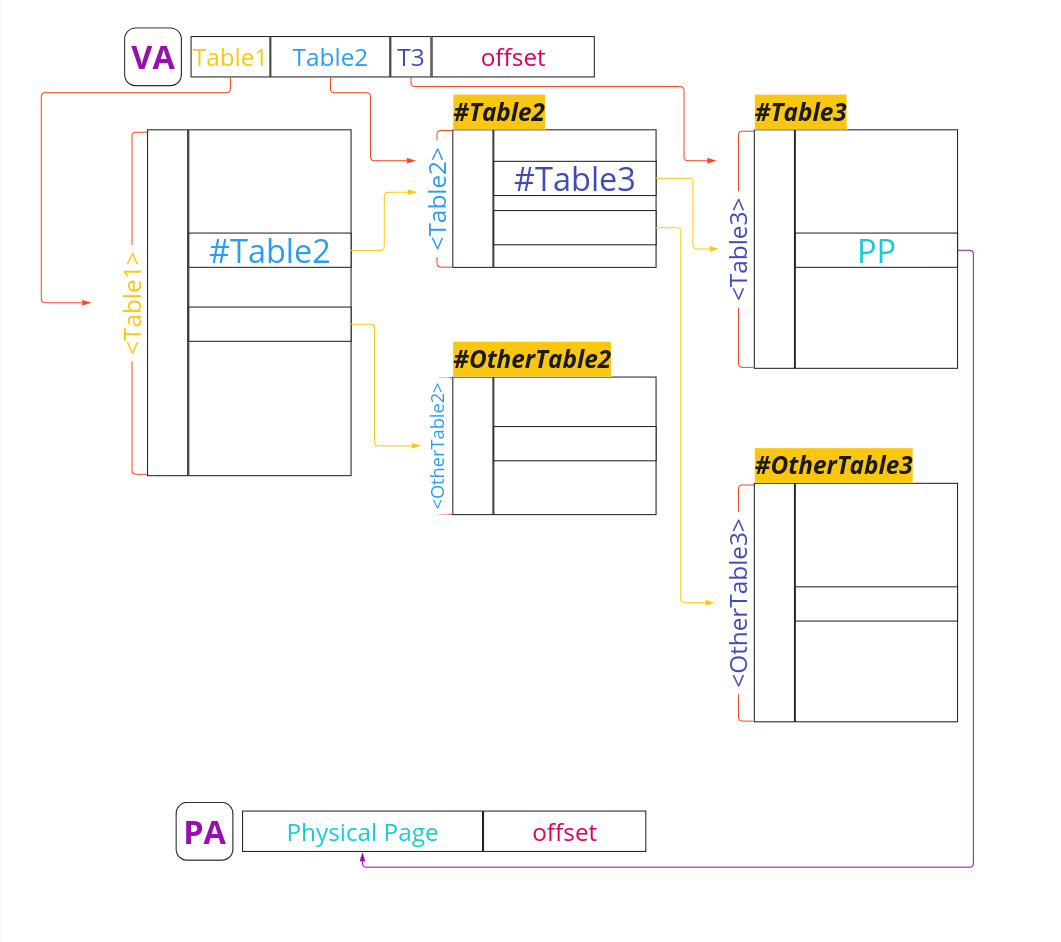 VA
Table1
Table2
T3
offset
#Table2
#Table3
<Table1>
#Table2
<Table2>
#Table3
<Table3>
PP
#OtherTable2
<OtherTable2>
#OtherTable3
<OtherTable3>
PA
Physical Page
offset